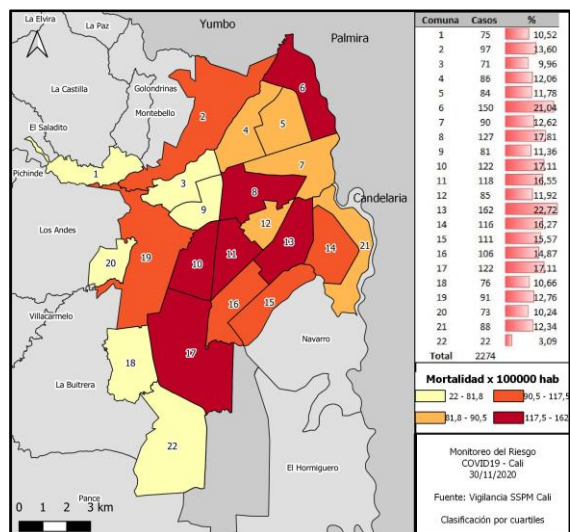 La Elvira
La Paz
Yumbo
Palmira
La Castilla
Golondrinas
Montebello
El Saladito
Pichinde
Los Andes
Candelaria
Villacarmelo
Navarro
La Buitrera
El Hormiguero
Pance
1
2
3
4
5
6
7
8
9
10
11
12
13
14
15
16
17
18
19
20
21
22
0 1 2 3 km
Comuna Casos %
1 75 10,52
2 97 13,60
3 71 9,96
4 86 12,06
5 84 11,78
6 150 21,04
7 90 12,62
8 127 17,81
9 81 11,36
10 122 17,11
11 118 16,55
12 85 11,92
13 162 22,72
14 116 16,27
15 111 15,57
16 106 14,87
17 122 17,11
18 76 10,66
19 91 12,76
20 73 10,24
21 88 12,34
22 22 3,09
Total 2274
Mortalidad x 100000 hab
22 - 81,8 90,5 - 117,5
81,8 - 90,5 117,5 - 162
Monitoreo del Riesgo
COVID19 - Cali
30/11/2020
Fuente: Vigilancia SSPM Cali
Clasificación por cuartiles